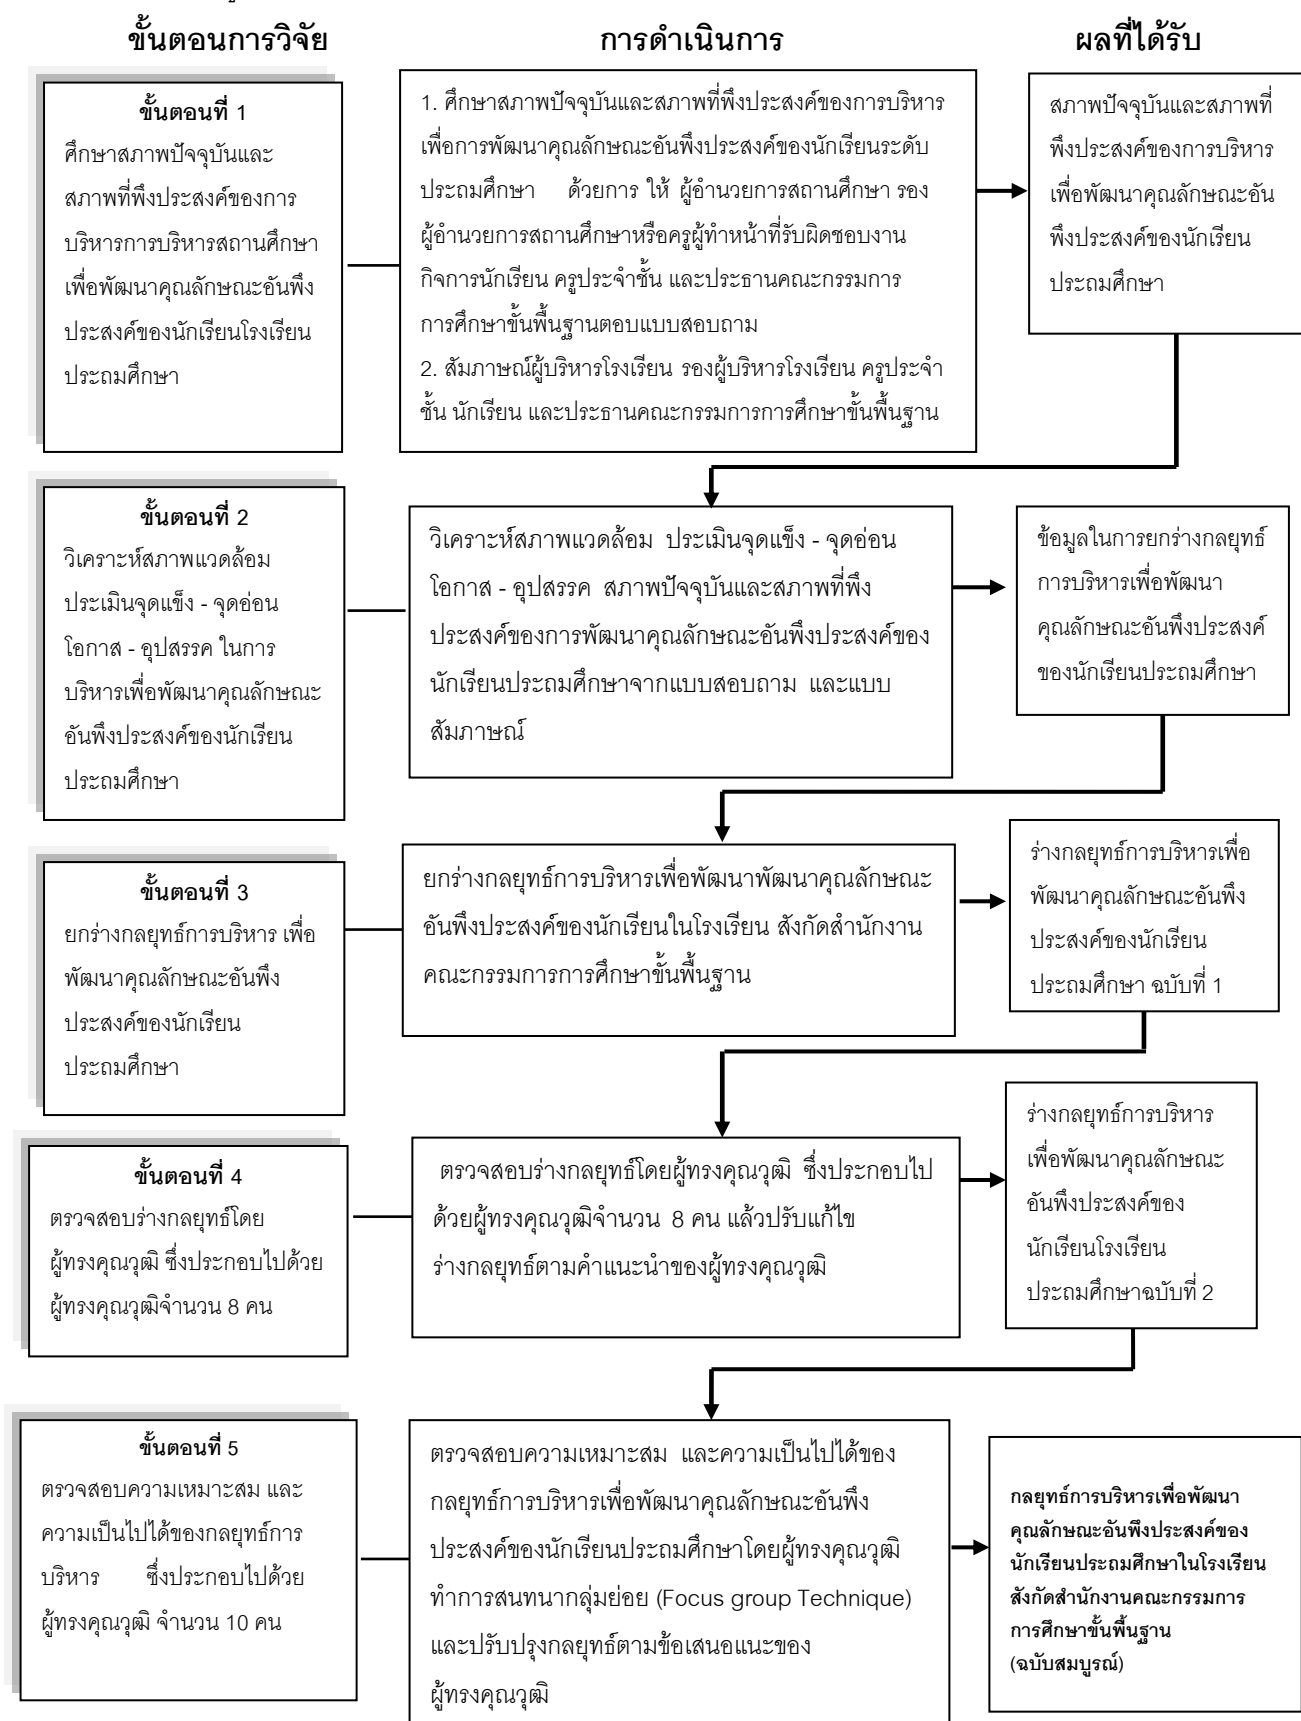 ขั้นตอนการวิจัย
การดำเนินการ
ผลที่ได้รับ
ขั้นตอนที่ 1
ศึกษาสภาพปัจจุบันและ
สภาพที่พึงประสงค์ของการ
บริหารการบริหารสถานศึกษา
เพื่อพัฒนาคุณลักษณะอันพึง
ประสงค์ของนักเรียนโรงเรียน
ประถมศึกษา
1. ศึกษาสภาพปัจจุบันและสภาพที่พึงประสงค์ของการบริหาร
เพื่อการพัฒนาคุณลักษณะอันพึงประสงค์ของนักเรียนระดับ
ประถมศึกษา ด้วยการ ให้ ผู้อำนวยการสถานศึกษา รอง
ผู้อำนวยการสถานศึกษาหรือครูผู้ทำหน้าที่รับผิดชอบงาน
กิจการนักเรียน ครูประจำชั้น และประธานคณะกรรมการ
การศึกษาขั้นพื้นฐานตอบแบบสอบถาม
2. สัมภาษณ์ผู้บริหารโรงเรียน รองผู้บริหารโรงเรียน ครูประจำ
ชั้น นักเรียน และประธานคณะกรรมการการศึกษาขั้นพื้นฐาน
สภาพปัจจุบันและสภาพที่
พึงประสงค์ของการบริหาร
เพื่อพัฒนาคุณลักษณะอัน
พึงประสงค์ของนักเรียน
ประถมศึกษา
ขั้นตอนที่ 2
วิเคราะห์สภาพแวดล้อม
ประเมินจุดแข็ง - จุดอ่อน
โอกาส - อุปสรรค ในการ
บริหารเพื่อพัฒนาคุณลักษณะ
อันพึงประสงค์ของนักเรียน
ประถมศึกษา
วิเคราะห์สภาพแวดล้อม ประเมินจุดแข็ง - จุดอ่อน
โอกาส - อุปสรรค สภาพปัจจุบันและสภาพที่พึง
ประสงค์ของการพัฒนาคุณลักษณะอันพึงประสงค์ของ
นักเรียนประถมศึกษาจากแบบสอบถาม และแบบ
สัมภาษณ์
ข้อมูลในการยกร่างกลยุทธ์
การบริหารเพื่อพัฒนา
คุณลักษณะอันพึงประสงค์
ของนักเรียนประถมศึกษา
ขั้นตอนที่ 3
ยกร่างกลยุทธ์การบริหาร เพื่อ
พัฒนาคุณลักษณะอันพึง
ประสงค์ของนักเรียน
ประถมศึกษา
ยกร่างกลยุทธ์การบริหารเพื่อพัฒนาพัฒนาคุณลักษณะ
อันพึงประสงค์ของนักเรียนในโรงเรียน สังกัดสำนักงาน
คณะกรรมการการศึกษาขั้นพื้นฐาน
ร่างกลยุทธ์การบริหารเพื่อ
พัฒนาคุณลักษณะอันพึง
ประสงค์ของนักเรียน
ประถมศึกษา ฉบับที่ 1
ขั้นตอนที่ 4
ตรวจสอบร่างกลยุทธ์โดย
ผู้ทรงคุณวุฒิ ซึ่งประกอบไปด้วย
ผู้ทรงคุณวุฒิจำนวน 8 คน
ตรวจสอบร่างกลยุทธ์โดยผู้ทรงคุณวุฒิ ซึ่งประกอบไป
ด้วยผู้ทรงคุณวุฒิจำนวน 8 คน แล้วปรับแก้ไข
ร่างกลยุทธ์ตามคำแนะนำของผู้ทรงคุณวุฒิ
ร่างกลยุทธ์การบริหาร
เพื่อพัฒนาคุณลักษณะ
อันพึงประสงค์ของ
นักเรียนโรงเรียน
ประถมศึกษาฉบับที่ 2
ขั้นตอนที่ 5
ตรวจสอบความเหมาะสม และ
ความเป็นไปได้ของกลยุทธ์การ
บริหาร ซึ่งประกอบไปด้วย
ผู้ทรงคุณวุฒิ จำนวน 10 คน
ตรวจสอบความเหมาะสม และความเป็นไปได้ของ
กลยุทธ์การบริหารเพื่อพัฒนาคุณลักษณะอันพึง
ประสงค์ของนักเรียนประถมศึกษาโดยผู้ทรงคุณวุฒิ
ทำการสนทนากลุ่มย่อย (Focus group Technique)
และปรับปรุงกลยุทธ์ตามข้อเสนอแนะของ
ผู้ทรงคุณวุฒิ
กลยุทธ์การบริหารเพื่อพัฒนา
คุณลักษณะอันพึงประสงค์ของ
นักเรียนประถมศึกษาในโรงเรียน
สังกัดสำนักงานคณะกรรมการ
การศึกษาขั้นพื้นฐาน
(ฉบับสมบูรณ์)